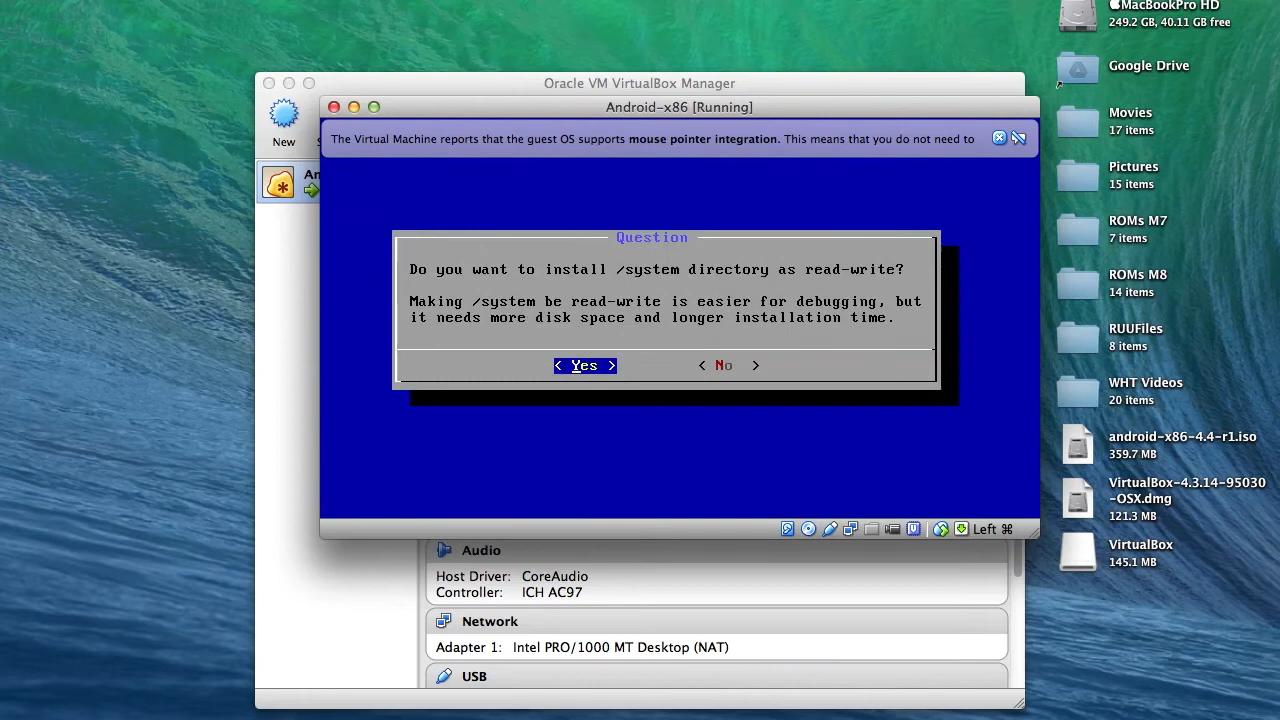 MacBookPro HD
249.2 GB, 40.11 GB free
Google Drive
Movies
17 items
Pictures
15 items
ROMs M7
7 items
ROMs M8
14 items
RUUFiles
8 items
WHT Videos
20 items
android-x86-4.4-r1.iso
359.7 MB
VirtualBox-4.3.14-95030
-OSX.dmg
121.3 MB
VirtualBox
145.1 MB
Oracle VM VirtualBox Manager
New
Android-x86 [Running]
The Virtual Machine reports that the guest OS supports mouse pointer integration. This means that you do not need to
Question
Do you want to install /system directory as read-write?
Making /system be read-write is easier for debugging, but
it needs more disk space and longer installation time.
< Yes > < No >
Left ⌘
Audio
Host Driver: CoreAudio
Controller: ICH AC97
Network
Adapter 1: Intel PRO/1000 MT Desktop (NAT)
USB